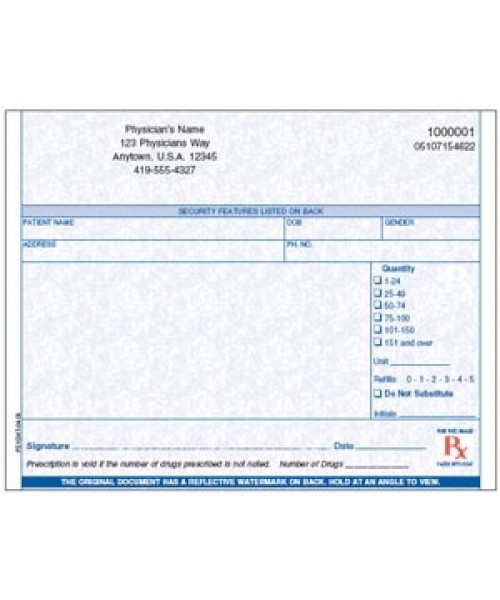 Physician's Name
123 Physicians Way
Anytown, U.S.A. 12345
419-555-4327
1000001
05107154622
SECURITY FEATURES LISTED ON BACK
PATIENT NAME DOB GENDER
ADDRESS PH. NO.
Quantity
1-24
25-49
50-74
75-100
101-150
151 and over
Unit
Refills: 0 - 1 - 2 - 3 - 4 - 5
Do Not Substitute
Initials
Signature Date
Rx
Prescription is void if the number of drugs prescribed is not noted. Number of Drugs
THE ORIGINAL DOCUMENT HAS A REFLECTIVE WATERMARK ON BACK. HOLD AT AN ANGLE TO VIEW.